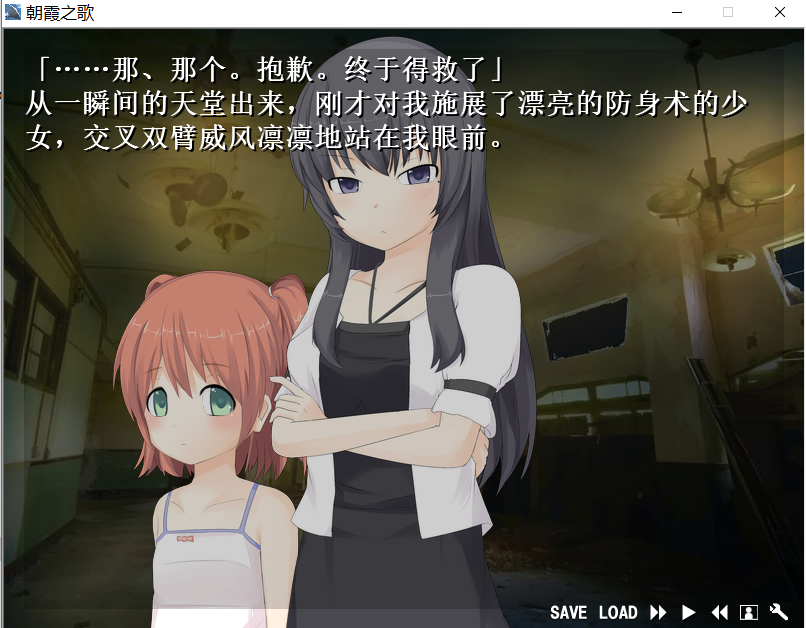 朝霞之歌
「……那、那个。抱歉。终于得救了」
从一瞬间的天堂出来，刚才对我施展了漂亮的防身术的少
女，交叉双臂威风凛凛地站在我眼前。
SAVE LOAD